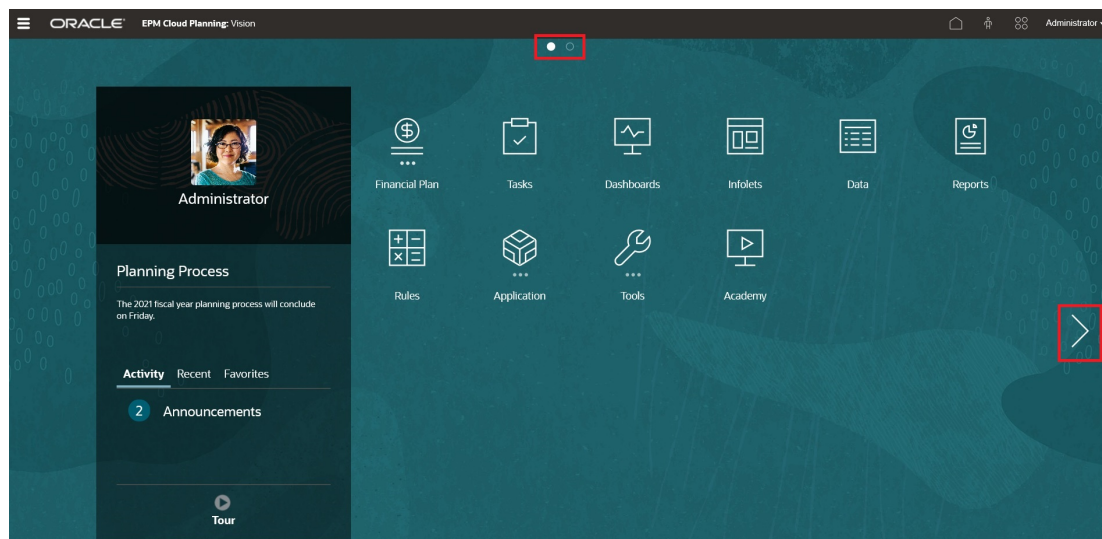 ORACLE® EPM Cloud Planning: Vision Administrator
Administrator
Financial Plan Tasks Dashboards Infolets Data Reports
Rules Application Tools Academy
Planning Process
The 2021 fiscal year planning process will conclude
on Friday.
Activity Recent Favorites
2 Announcements
Tour